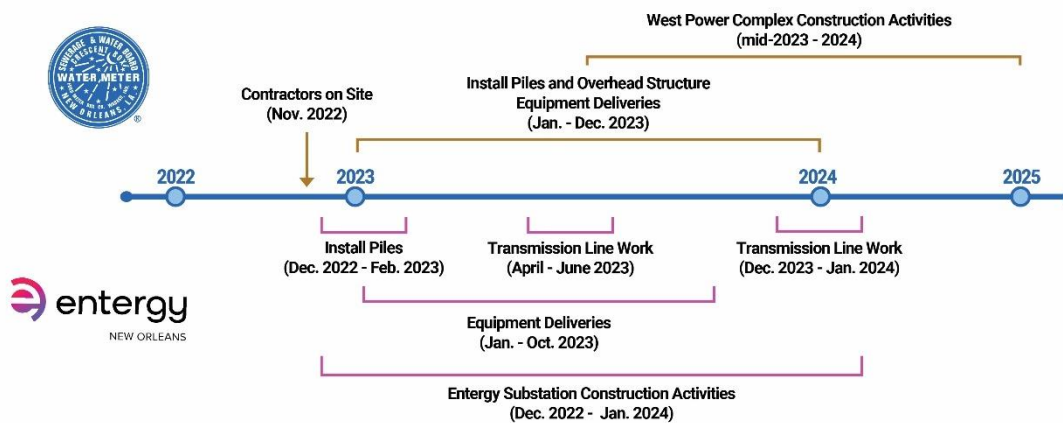 West Power Complex Construction Activities
(mid-2023 - 2024)
SEWERAGE & WATER BOARD
CRESCENT BOX
WATER METER
NEW ORLEANS, LA.
®
Install Piles and Overhead Structure
Equipment Deliveries
(Jan. - Dec. 2023)
Contractors on Site
(Nov. 2022)
2022
2023
2024
2025
Install Piles
(Dec. 2022 - Feb. 2023)
Transmission Line Work
(April - June 2023)
Transmission Line Work
(Dec. 2023 - Jan. 2024)
entergy
NEW ORLEANS
Equipment Deliveries
(Jan. - Oct. 2023)
Entergy Substation Construction Activities
(Dec. 2022 - Jan. 2024)